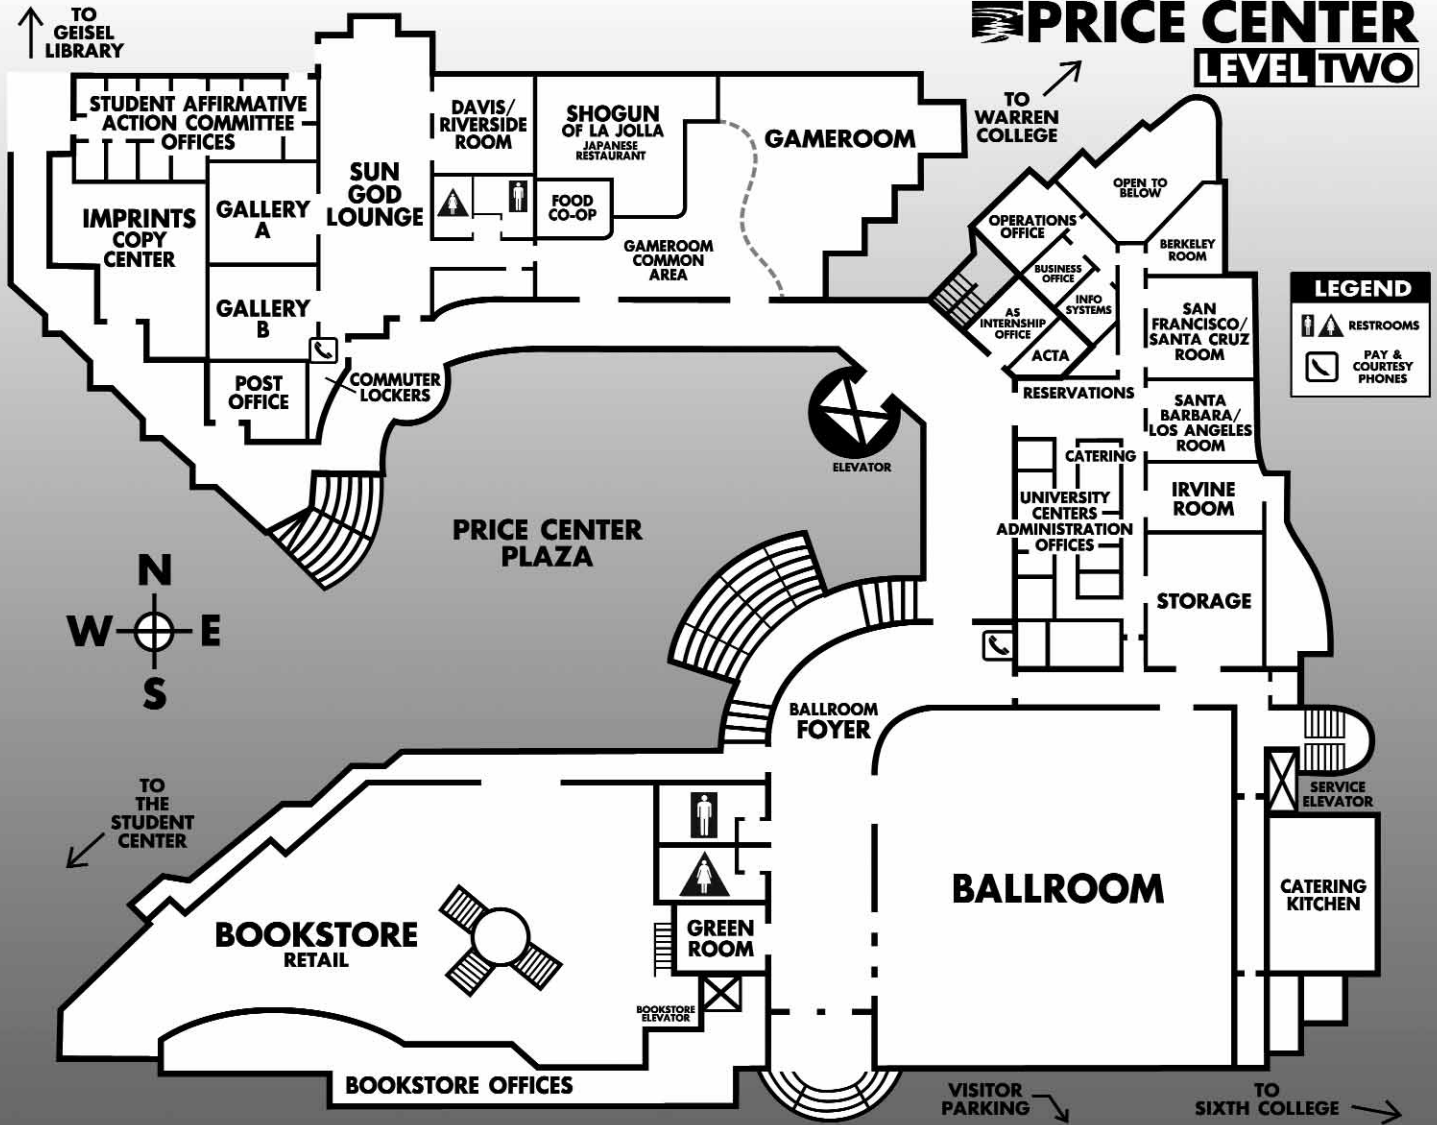 TO
GEISEL
LIBRARY
PRICE CENTER
LEVEL TWO
TO
WARREN
COLLEGE
STUDENT AFFIRMATIVE
ACTION COMMITTEE
OFFICES
DAVIS/
RIVERSIDE
ROOM
SHOGUN
OF LA JOLLA
JAPANESE
RESTAURANT
GAMEROOM
SUN
GOD
LOUNGE
GALLERY
A
IMPRINTS
COPY
CENTER
FOOD
CO-OP
GAMEROOM
COMMON
AREA
GALLERY
B
POST
OFFICE
COMMUTER
LOCKERS
OPEN TO
BELOW
OPERATIONS
OFFICE
BERKELEY
ROOM
BUSINESS
OFFICE
INFO
SYSTEMS
AS
INTERNSHIP
OFFICE
ACTA
SAN
FRANCISCO/
SANTA CRUZ
ROOM
RESERVATIONS
SANTA
BARBARA/
LOS ANGELES
ROOM
LEGEND
RESTROOMS
PAY &
COURTESY
PHONES
ELEVATOR
CATERING
IRVINE
ROOM
UNIVERSITY
CENTERS
ADMINISTRATION
OFFICES
PRICE CENTER
PLAZA
STORAGE
N
W E
S
BALLROOM
FOYER
TO
THE
STUDENT
CENTER
SERVICE
ELEVATOR
BALLROOM
CATERING
KITCHEN
BOOKSTORE
RETAIL
GREEN
ROOM
BOOKSTORE
ELEVATOR
BOOKSTORE OFFICES
VISITOR
PARKING
TO
SIXTH COLLEGE